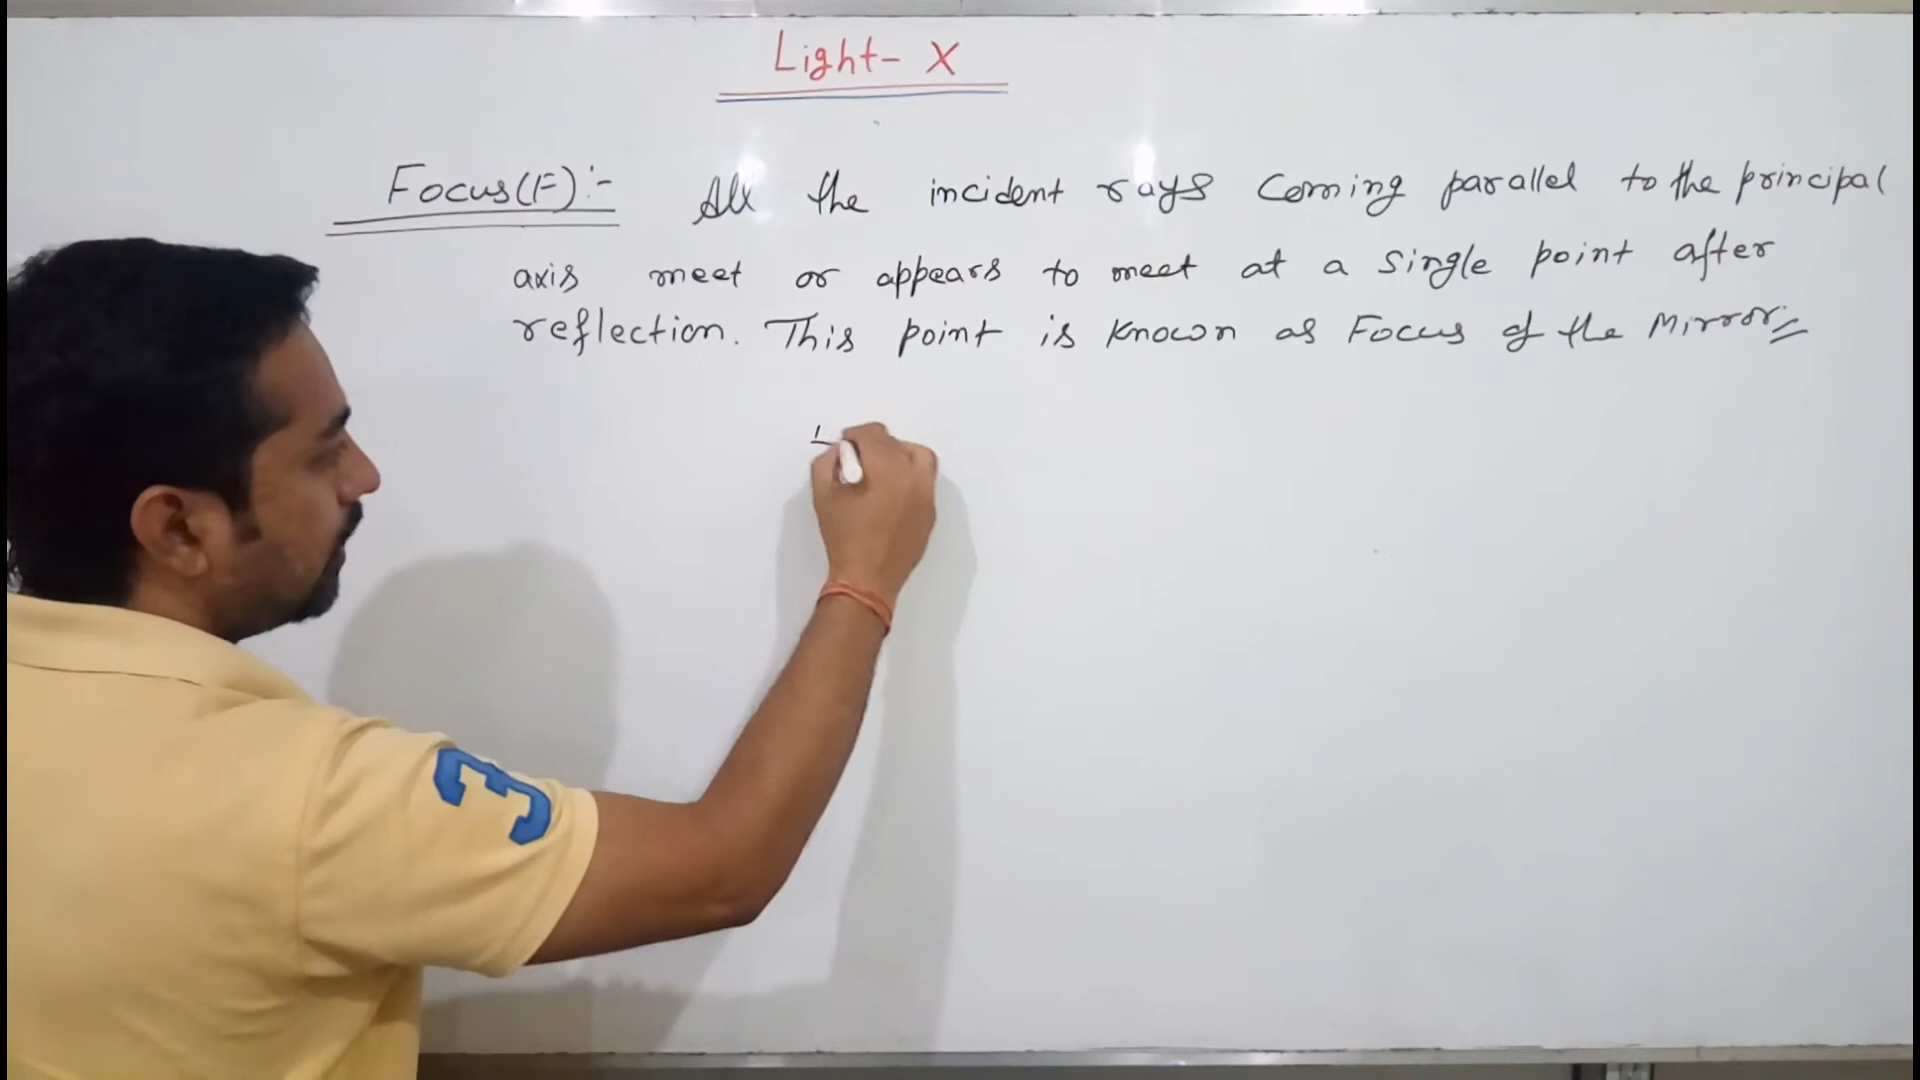 Light- X
Focus(F):- All the incident rays coming parallel to the principal
axis meet or appears to meet at a single point after
reflection. This point is known as Focus of the Mirror
3